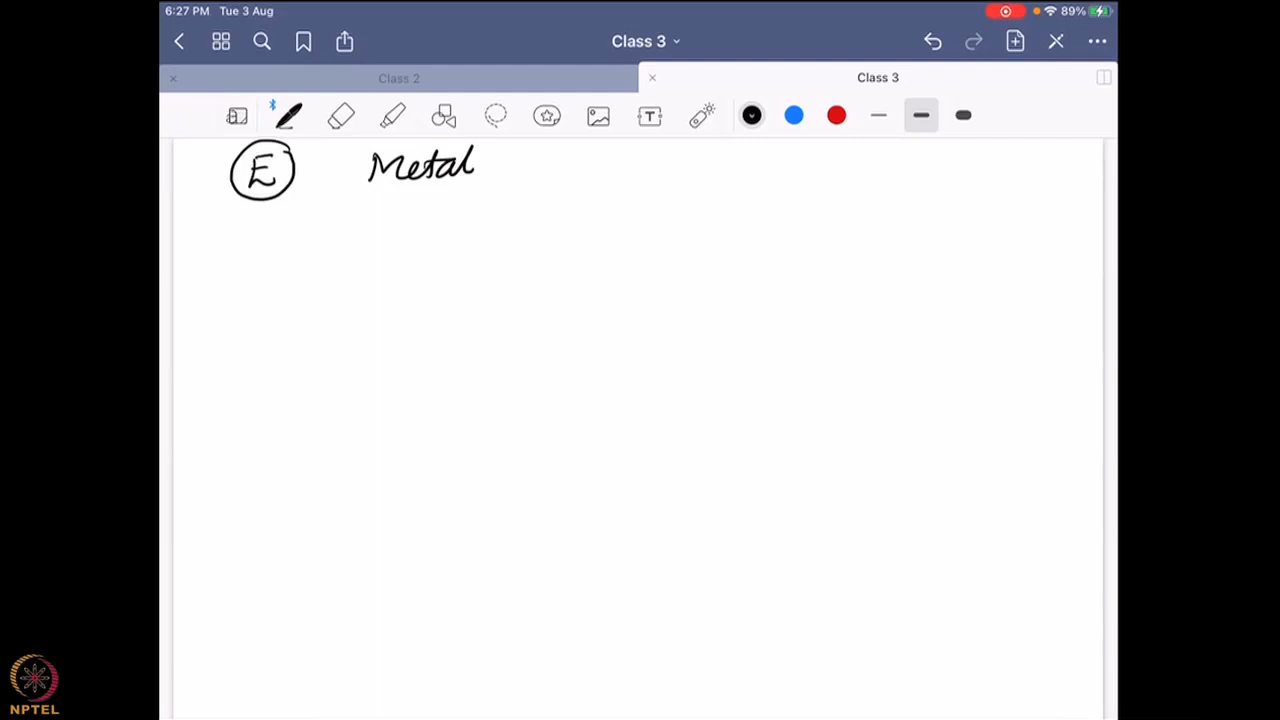 6:27 PM Tue 3 Aug 89%
Class 3
Class 2 Class 3
T
E Metal
NPTEL